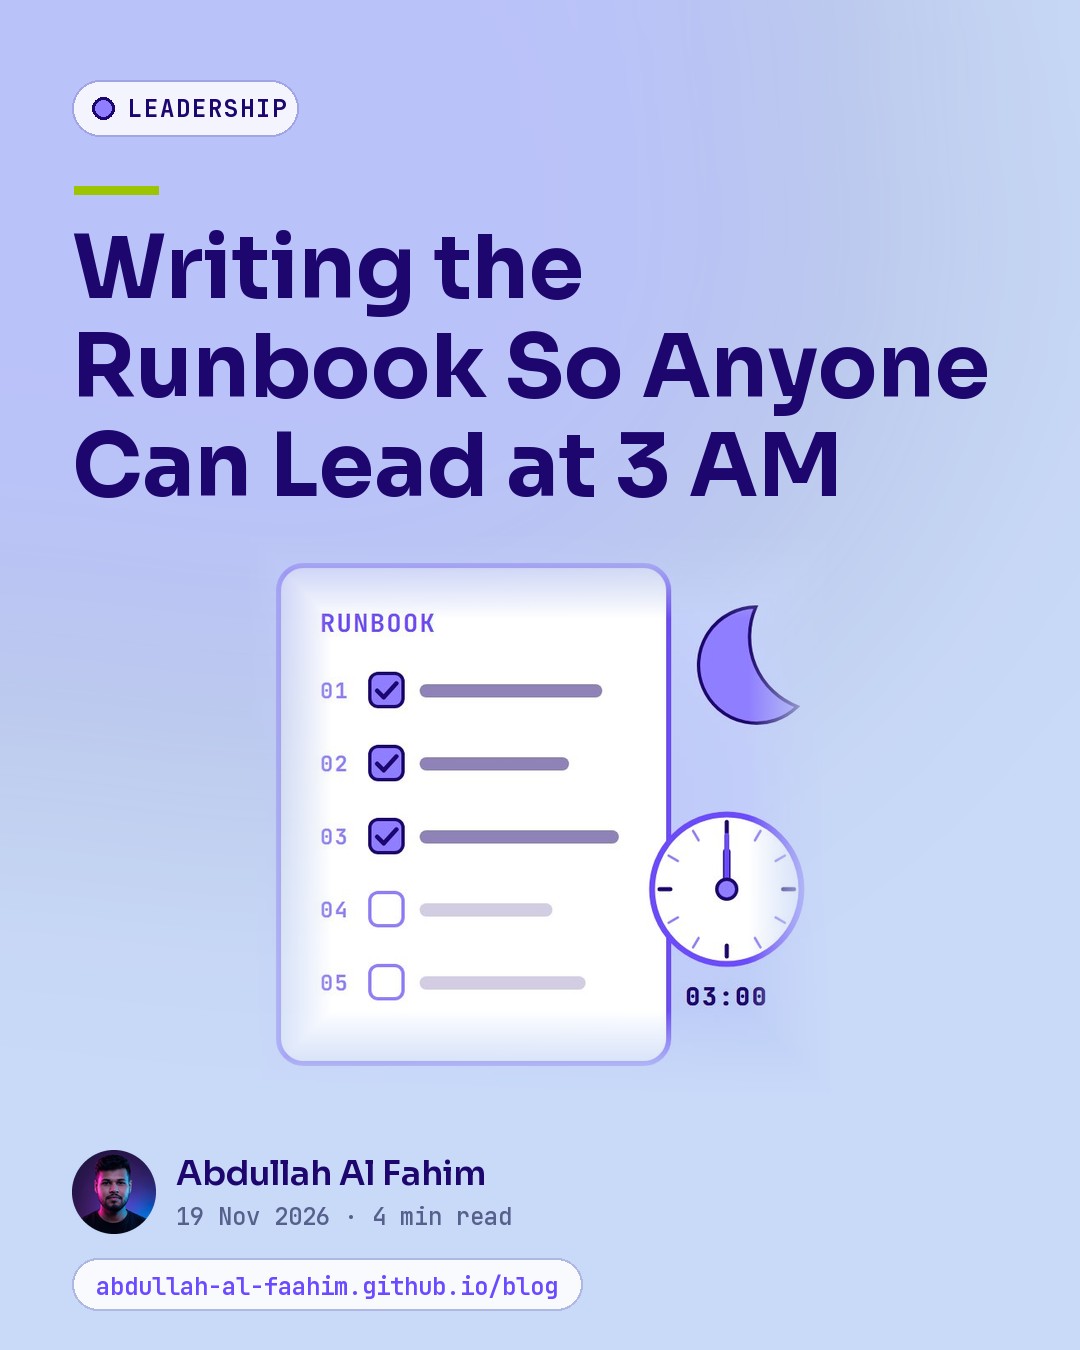 LEADERSHIP
Writing the
Runbook So Anyone
Can Lead at 3 AM
RUNBOOK
01
02
03
04
05
03:00
Abdullah Al Fahim
19 Nov 2026 · 4 min read
abdullah-al-faahim.github.io/blog